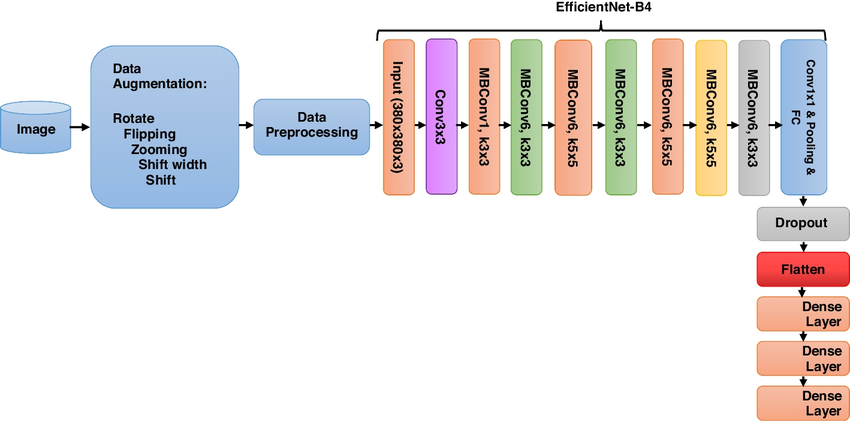 EfficientNet-B4
Image
Data
Augmentation:
Rotate
Flipping
Zooming
Shift width
Shift
Data
Preprocessing
Input (380x380x3)
Conv3x3
MBConv1, k3x3
MBConv6, k3x3
MBConv6, k5x5
MBConv6, k3x3
MBConv6, k5x5
MBConv6, k5x5
MBConv6, k3x3
Conv1x1 & Pooling &
FC
Dropout
Flatten
Dense
Layer
Dense
Layer
Dense
Layer